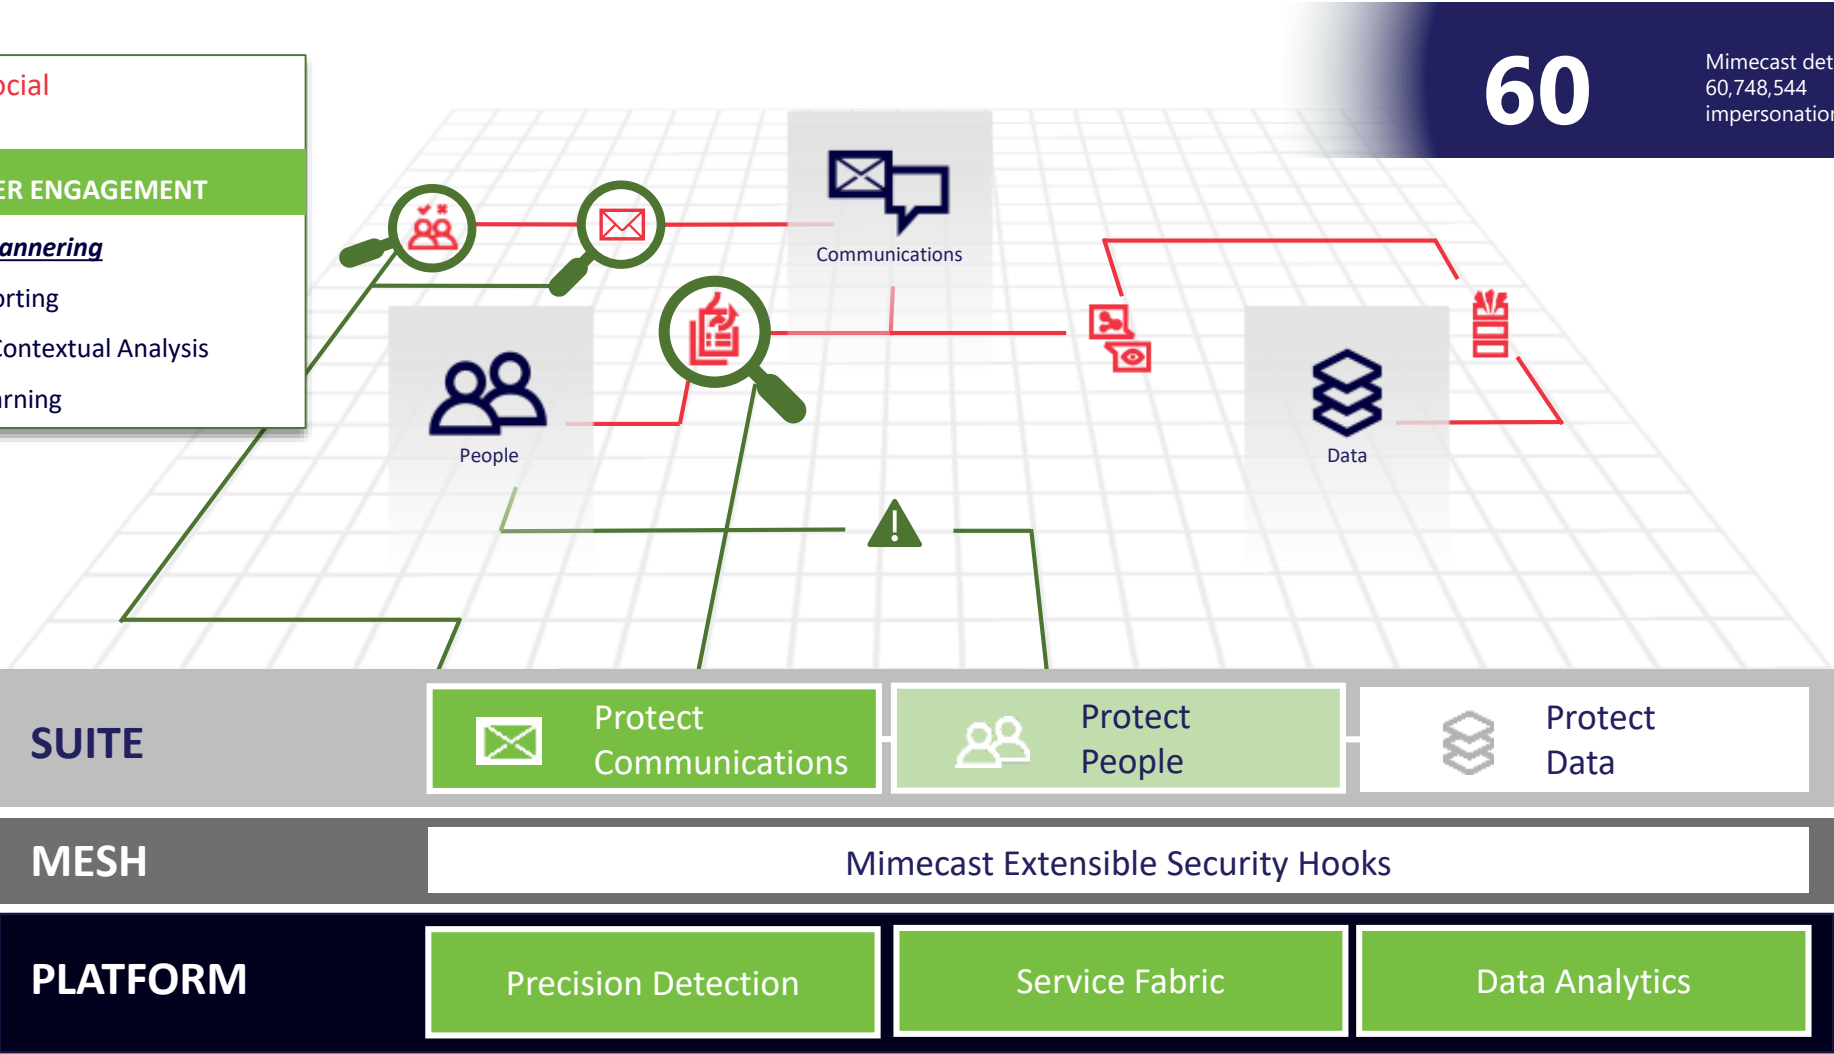 ocial
ER ENGAGEMENT
annering
orting
Contextual Analysis
arning
60
Mimecast det
60,748,544
impersonation
Communications
People
Data
SUITE
Protect
Communications
Protect
People
Protect
Data
MESH
Mimecast Extensible Security Hooks
PLATFORM
Precision Detection
Service Fabric
Data Analytics